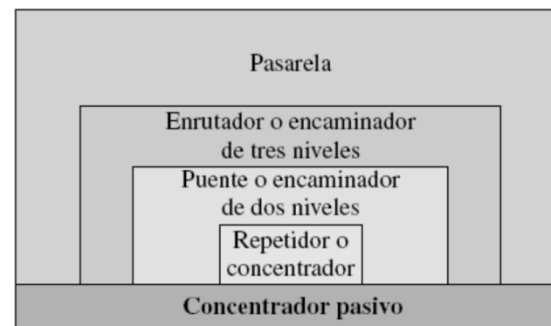 Pasarela
Enrutador o encaminador
de tres niveles
Puente o encaminador
de dos niveles
Repetidor o
concentrador
Concentrador pasivo